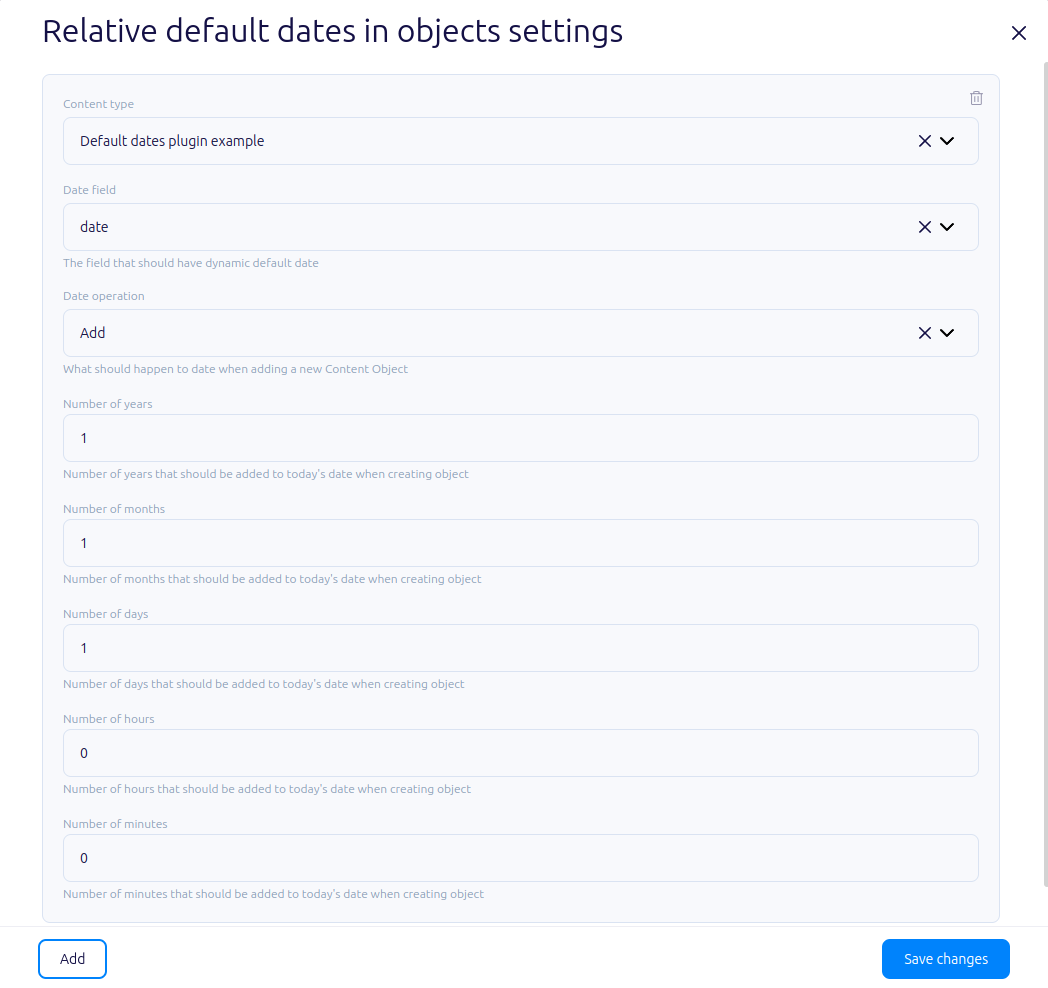 Relative default dates in objects settings
Content type
Default dates plugin example
Date field
date
The field that should have dynamic default date
Date operation
Add
What should happen to date when adding a new Content Object
Number of years
1
Number of years that should be added to today's date when creating object
Number of months
1
Number of months that should be added to today's date when creating object
Number of days
1
Number of days that should be added to today's date when creating object
Number of hours
0
Number of hours that should be added to today's date when creating object
Number of minutes
0
Number of minutes that should be added to today's date when creating object
Add
Save changes